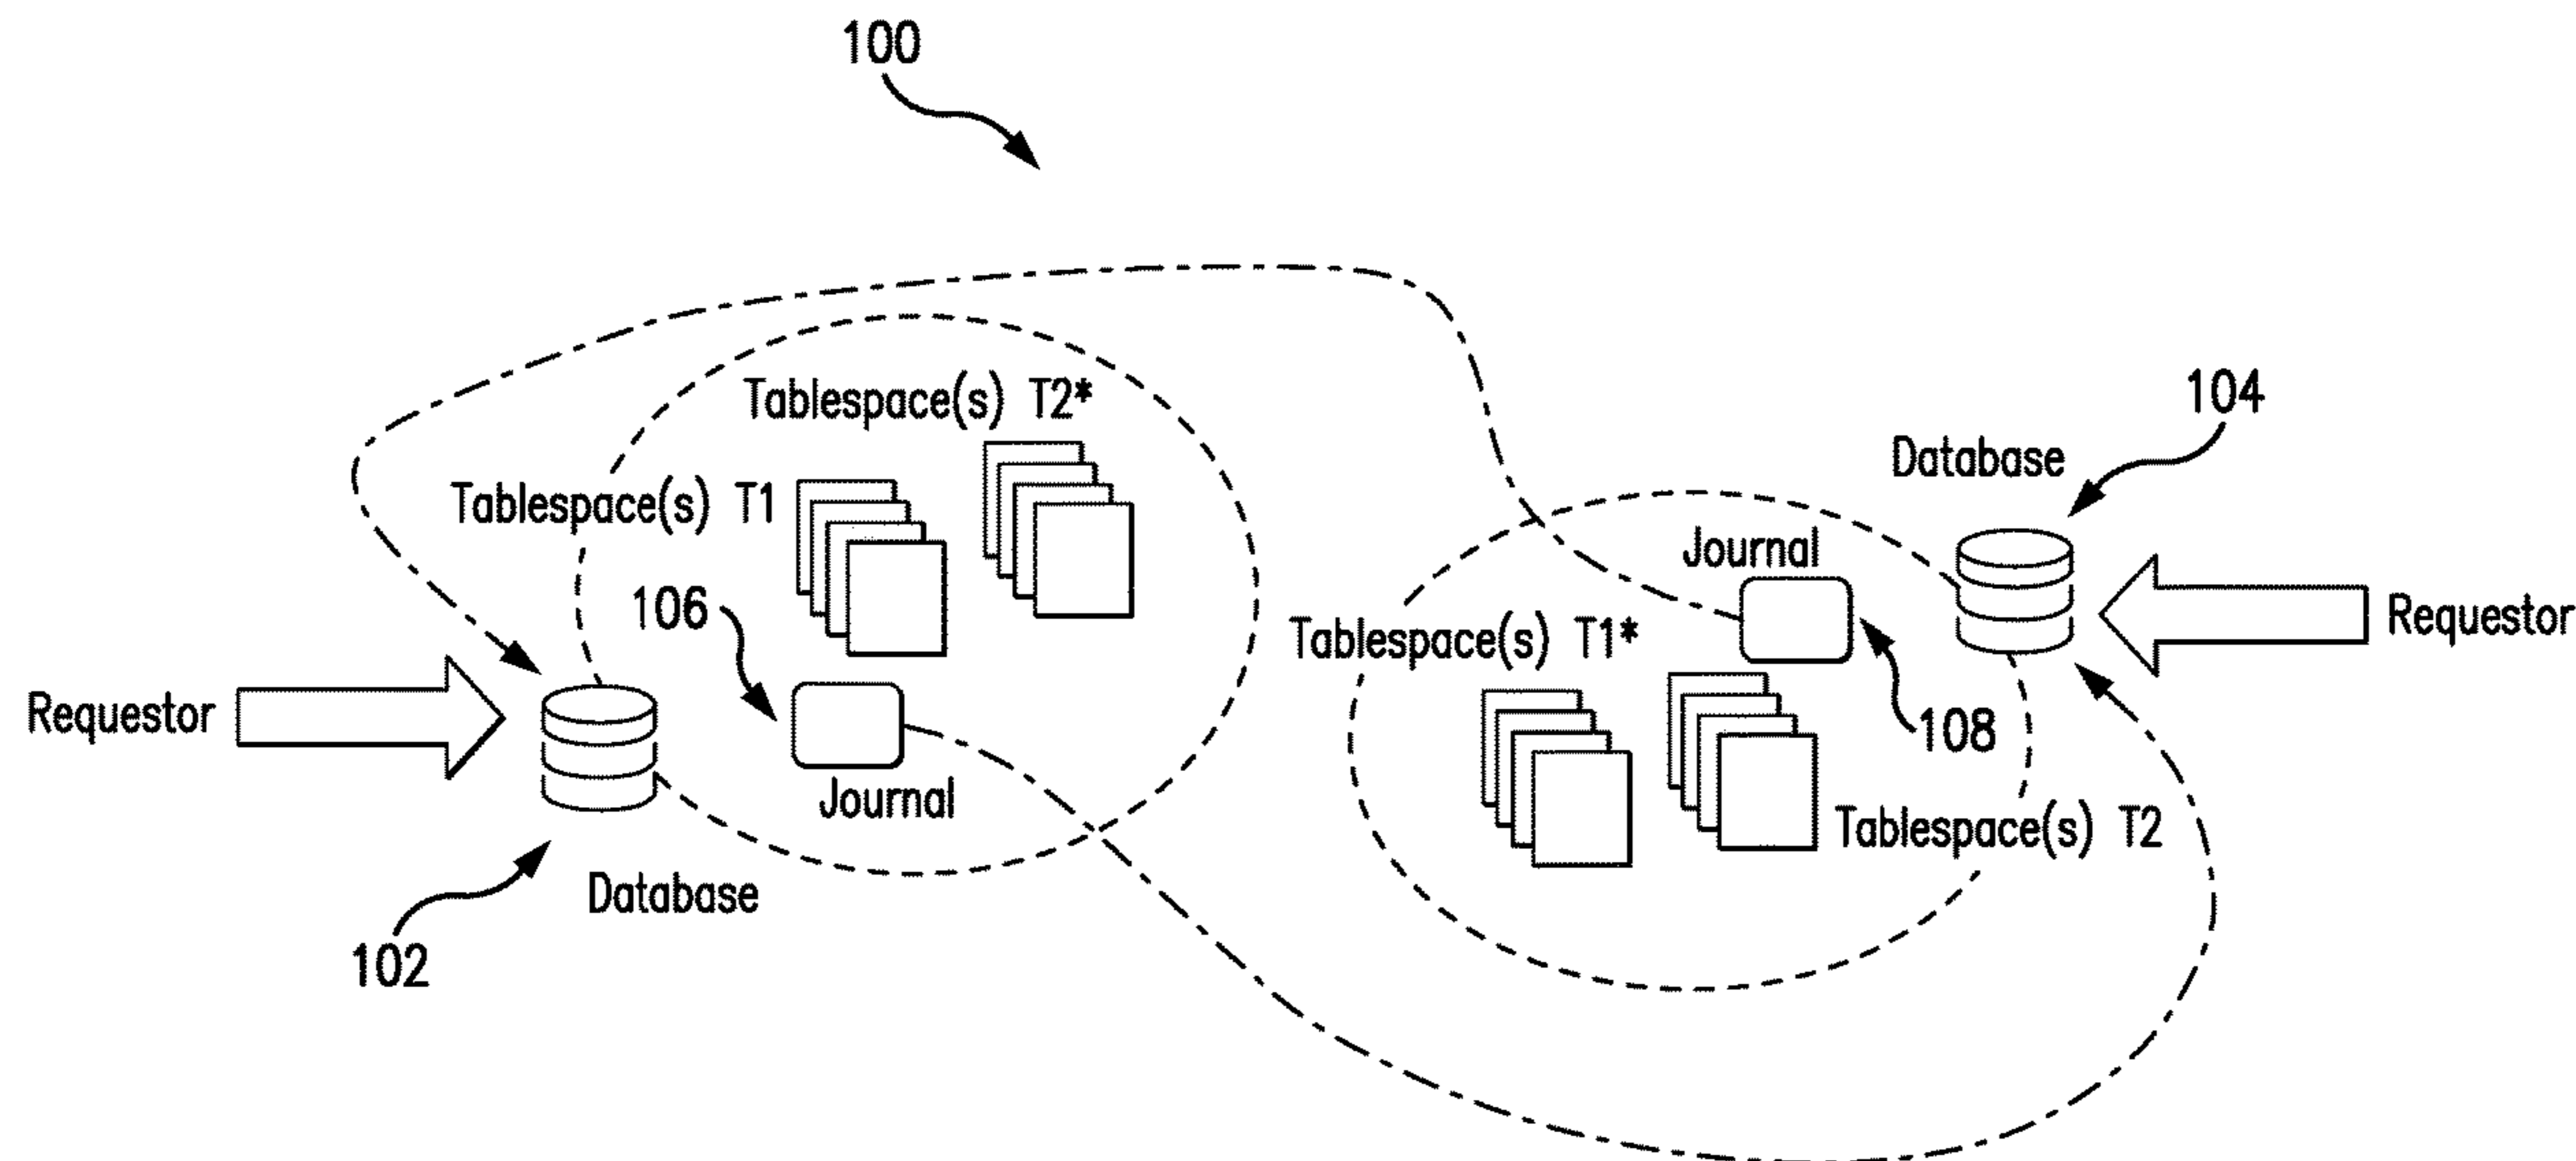 100
Tablespace(s) T2*
104
Database
Tablespace(s) T1
Journal
106
Requestor
Tablespace(s) T1*
Requestor
108
Journal
Tablespace(s) T2
Database
102